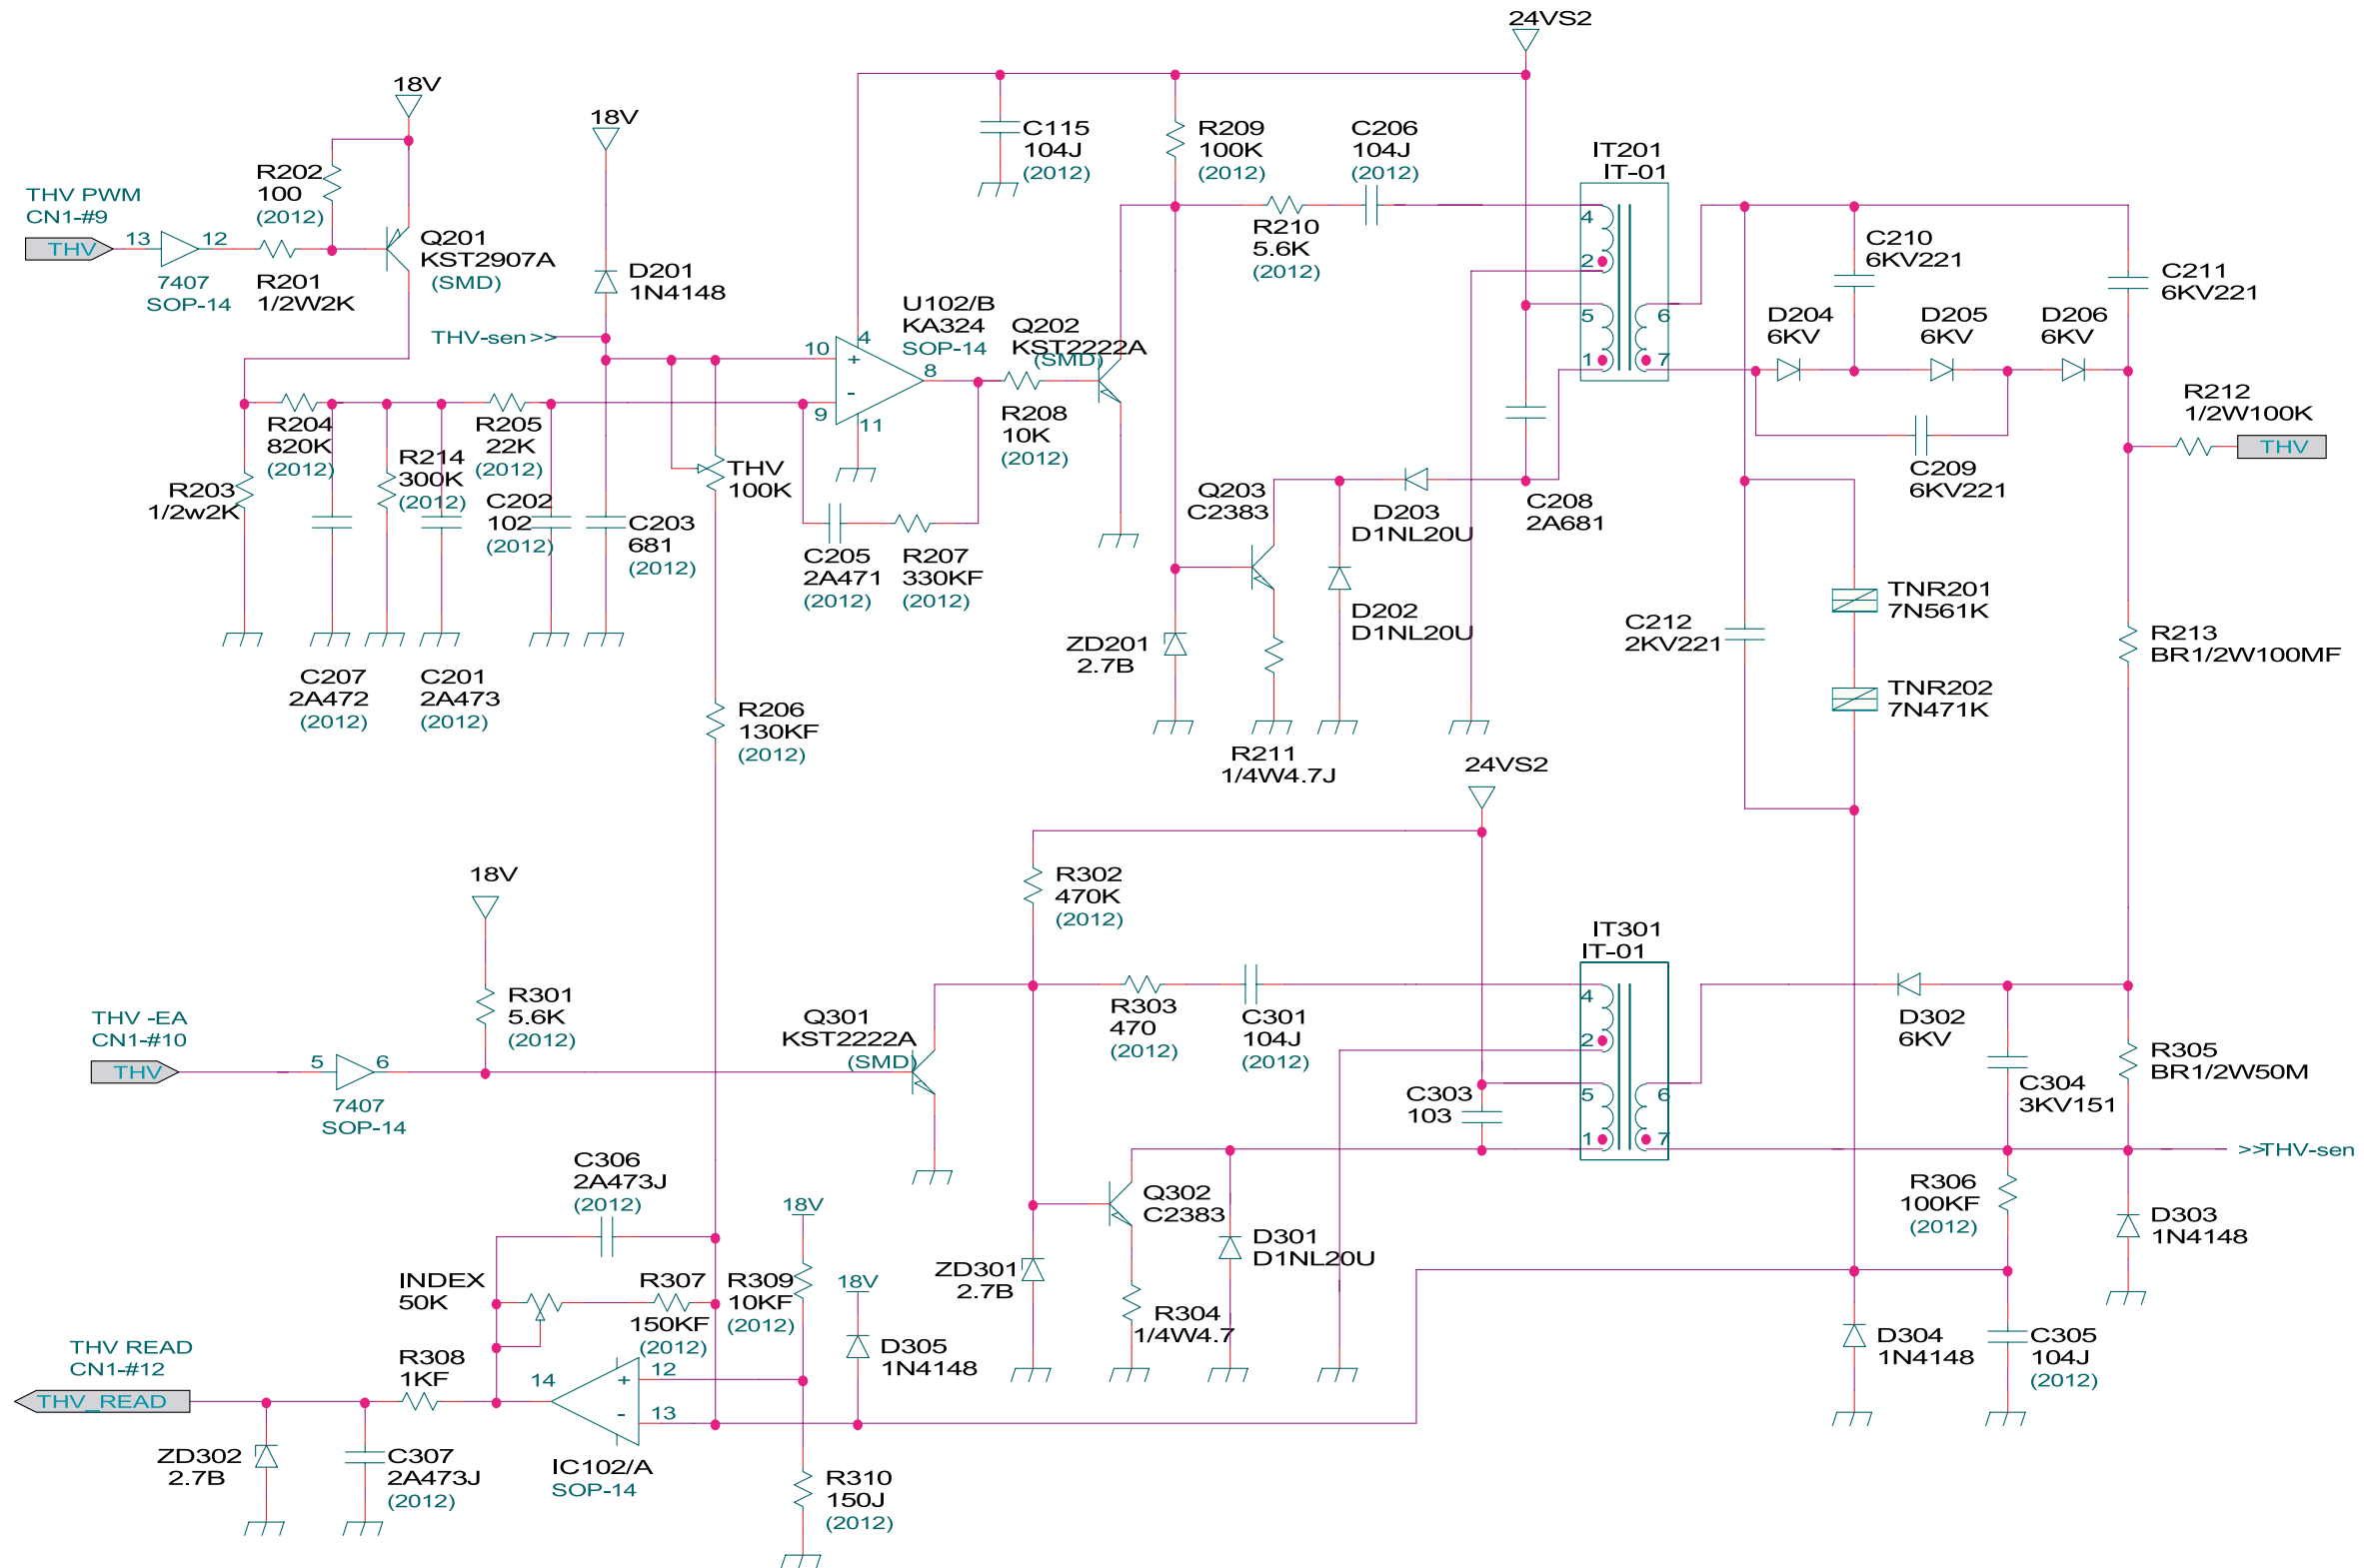 24VS2
18V
18V
R202
100
(2012)
THV PWM
CN1-#9
THV
13
12
7407
SOP-14
R201
1/2W2K
Q201
KST2907A
(SMD)
D201
1N4148
THV-sen >>
C115
104J
(2012)
R209
100K
(2012)
C206
104J
(2012)
R210
5.6K
(2012)
IT201
IT-01
4
2
5
1
6
7
C210
6KV221
C211
6KV221
D204
6KV
D205
6KV
D206
6KV
R212
1/2W100K
THV
C209
6KV221
U102/B
KA324
SOP-14
4
10
+
9
-
8
11
Q202
KST2222A
(SMD)
R208
10K
(2012)
R204
820K
(2012)
R214
300K
(2012)
R205
22K
(2012)
R203
1/2w2K
C202
102
(2012)
C203
681
(2012)
THV
100K
C205
2A471
(2012)
R207
330KF
(2012)
Q203
C2383
D203
D1NL20U
C208
2A681
D202
D1NL20U
ZD201
2.7B
R211
1/4W4.7J
C207
2A472
(2012)
C201
2A473
(2012)
R206
130KF
(2012)
C212
2KV221
TNR201
7N561K
TNR202
7N471K
R213
BR1/2W100MF
24VS2
18V
R302
470K
(2012)
R301
5.6K
(2012)
THV -EA
CN1-#10
THV
5
6
7407
SOP-14
Q301
KST2222A
(SMD)
R303
470
(2012)
C301
104J
(2012)
IT301
IT-01
4
2
5
1
6
7
C303
103
D302
6KV
C304
3KV151
R305
BR1/2W50M
>>THV-sen
R306
100KF
(2012)
D303
1N4148
Q302
C2383
D301
D1NL20U
ZD301
2.7B
R304
1/4W4.7
C306
2A473J
(2012)
INDEX
50K
R307
150KF
(2012)
18V
R309
10KF
(2012)
18V
D305
1N4148
D304
1N4148
C305
104J
(2012)
THV READ
CN1-#12
THV_READ
R308
1KF
14
+
12
-
13
IC102/A
SOP-14
ZD302
2.7B
C307
2A473J
(2012)
R310
150J
(2012)